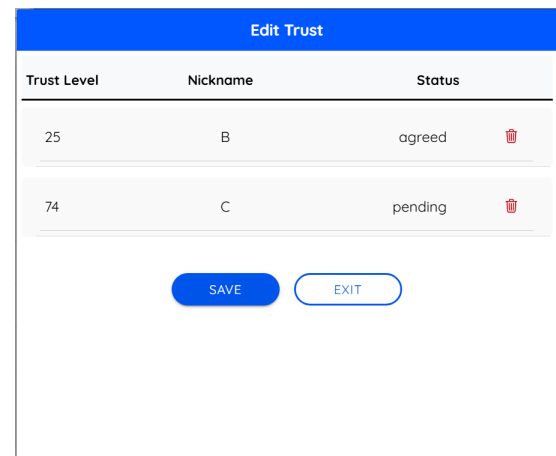 Edit Trust
Trust Level Nickname Status
25 B agreed
74 C pending
SAVE EXIT